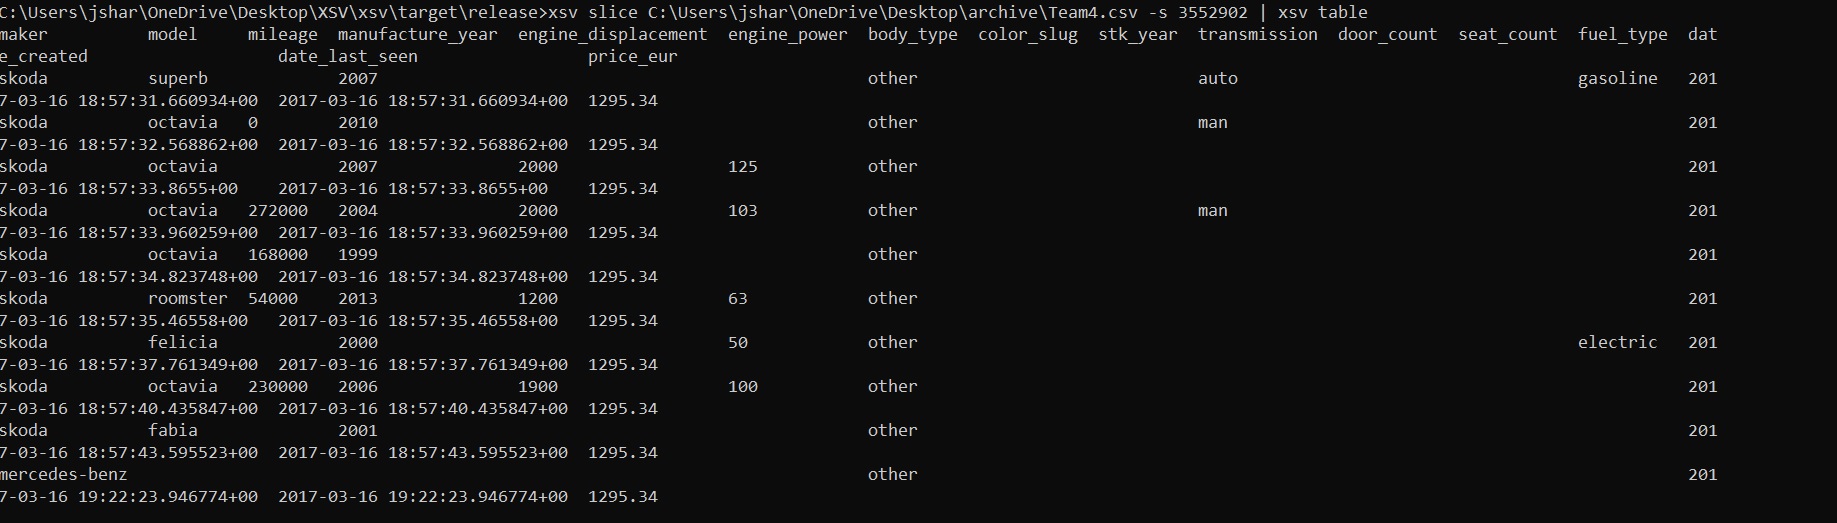 C:\Users\jshar\OneDrive\Desktop\XSV\xsv\target\release>xsv slice C:\Users\jshar\OneDrive\Desktop\archive\Team4.csv -s 3552902 | xsv table
maker model mileage manufacture_year engine_displacement engine_power body_type color_slug stk_year transmission door_count seat_count fuel_type dat
e_created date_last_seen price_eur
skoda superb 2007 other auto gasoline 201
7-03-16 18:57:31.660934+00 2017-03-16 18:57:31.660934+00 1295.34
skoda octavia 0 2010 other man 201
7-03-16 18:57:32.568862+00 2017-03-16 18:57:32.568862+00 1295.34
skoda octavia 2007 2000 125 other 201
7-03-16 18:57:33.8655+00 2017-03-16 18:57:33.8655+00 1295.34
skoda octavia 272000 2004 2000 103 other man 201
7-03-16 18:57:33.960259+00 2017-03-16 18:57:33.960259+00 1295.34
skoda octavia 168000 1999 other 201
7-03-16 18:57:34.823748+00 2017-03-16 18:57:34.823748+00 1295.34
skoda roomster 54000 2013 1200 63 other 201
7-03-16 18:57:35.46558+00 2017-03-16 18:57:35.46558+00 1295.34
skoda felicia 2000 50 other electric 201
7-03-16 18:57:37.761349+00 2017-03-16 18:57:37.761349+00 1295.34
skoda octavia 230000 2006 1900 100 other 201
7-03-16 18:57:40.435847+00 2017-03-16 18:57:40.435847+00 1295.34
skoda fabia 2001 other 201
7-03-16 18:57:43.595523+00 2017-03-16 18:57:43.595523+00 1295.34
mercedes-benz other 201
7-03-16 19:22:23.946774+00 2017-03-16 19:22:23.946774+00 1295.34